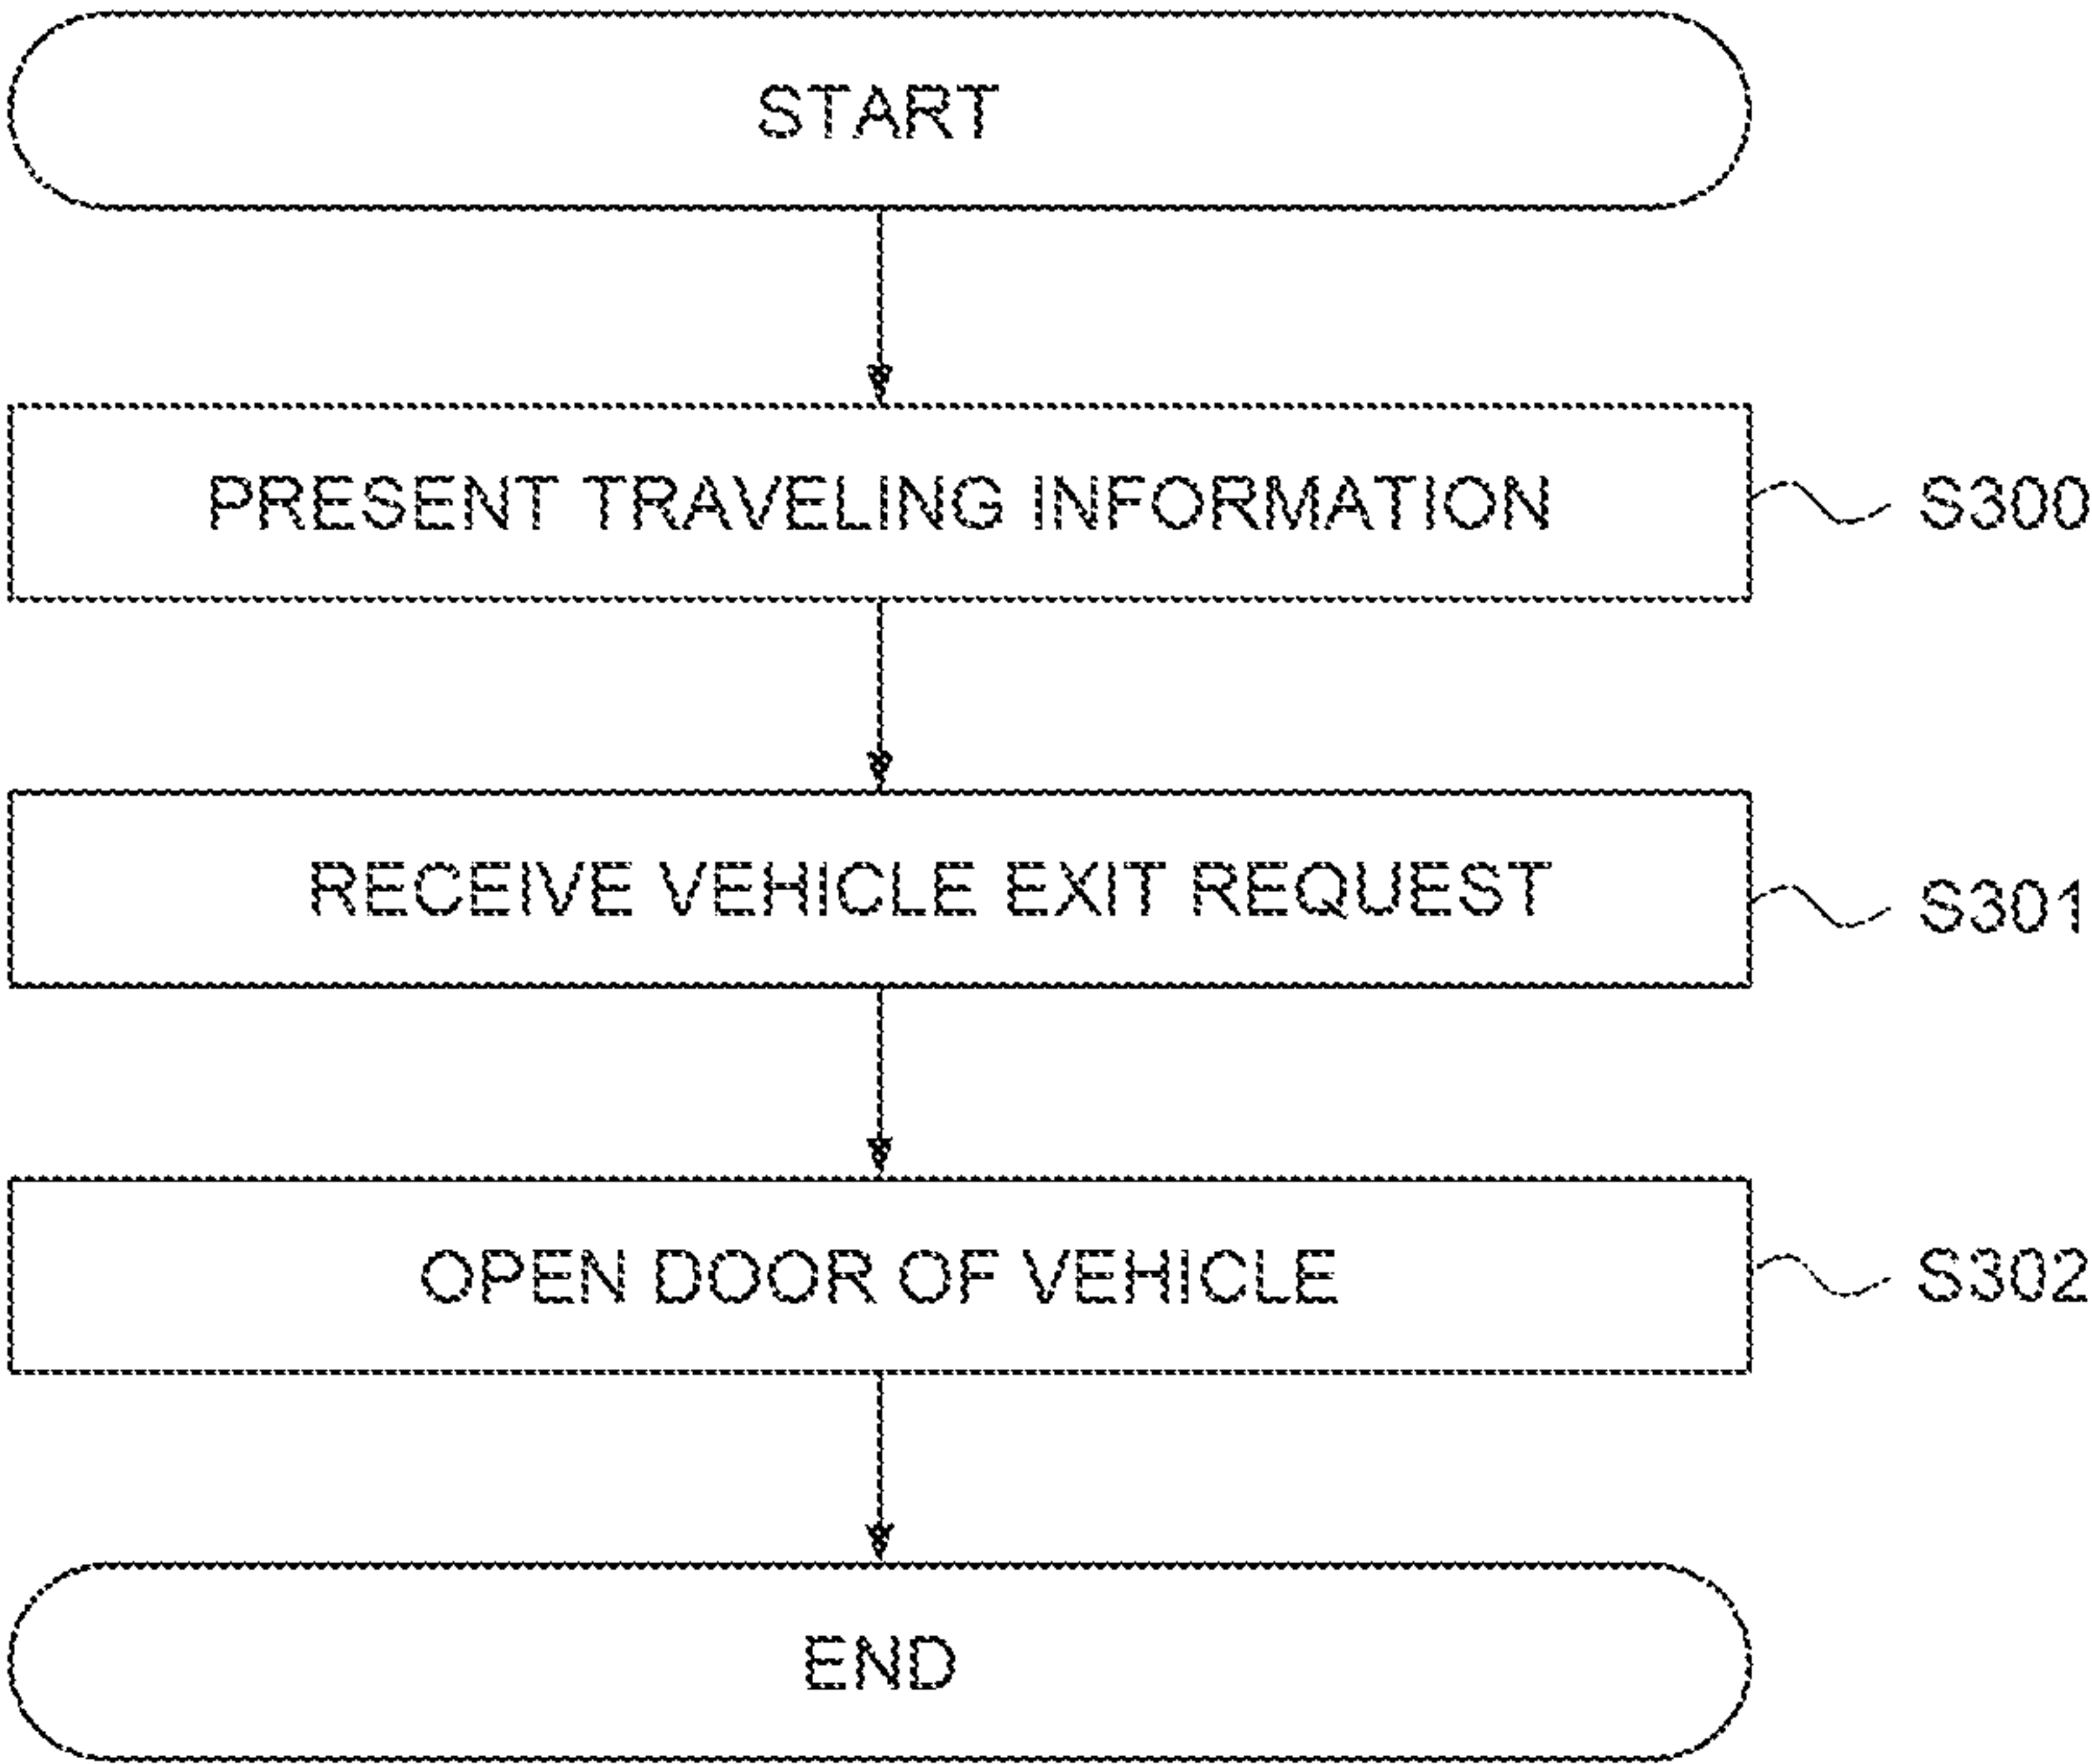 START
PRESENT TRAVELING INFORMATION
S300
RECEIVE VEHICLE EXIT REQUEST
S301
OPEN DOOR OF VEHICLE
S302
END